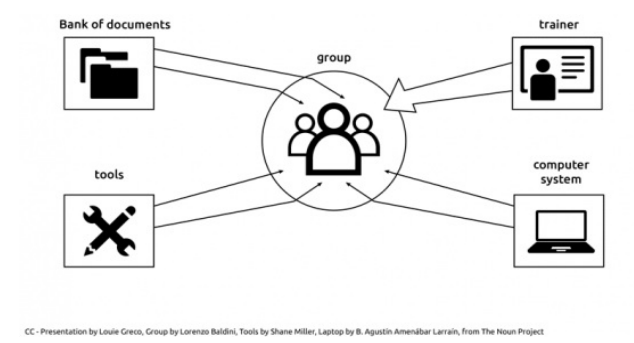 Bank of documents
trainer
group
tools
computer
system
CC - Presentation by Louie Greco, Group by Lorenzo Baldini, Tools by Shane Miller, Laptop by B. Agustín Amenábar Larraín, from The Noun Project